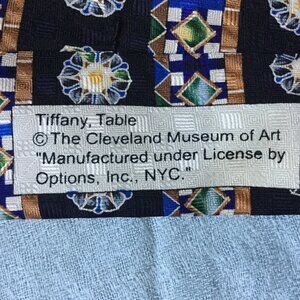 Tiffany, Table
© The Cleveland Museum of Art
"Manufactured under License by
Options, Inc., NYC."